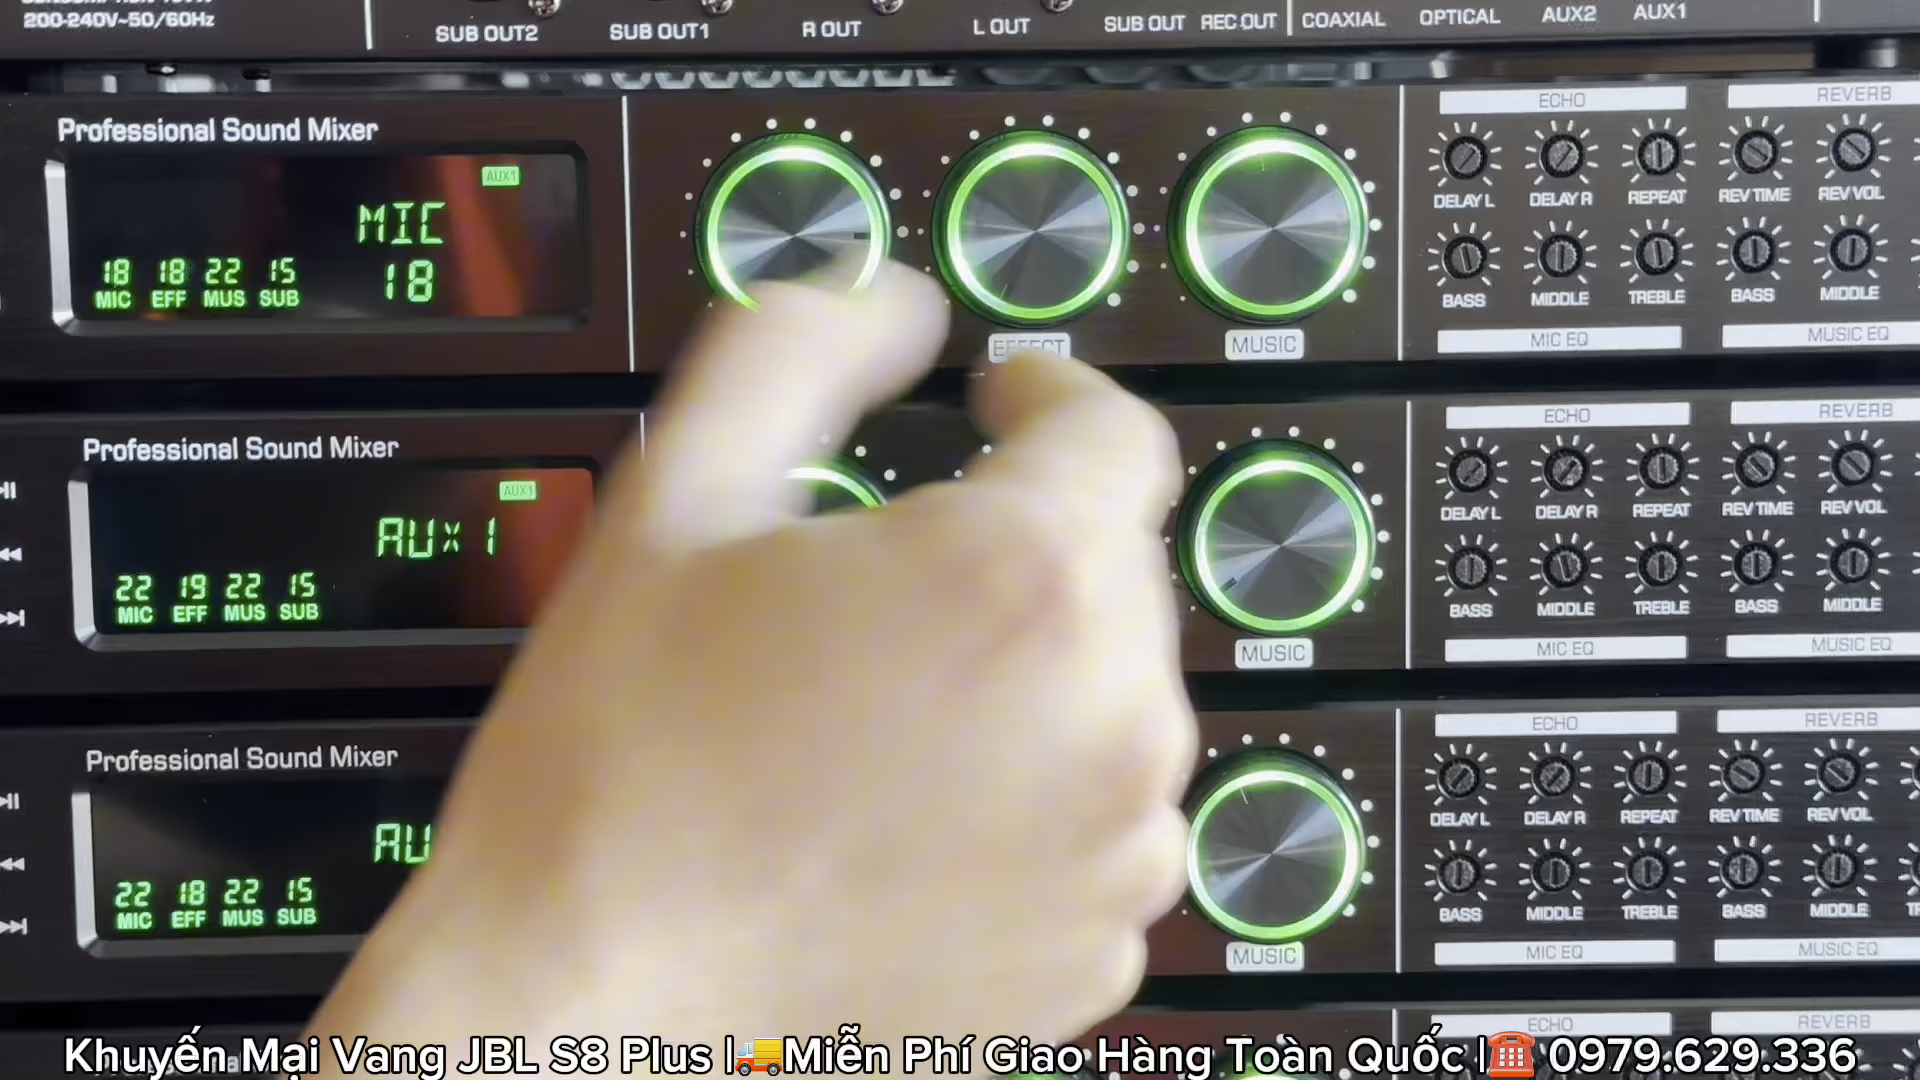 200-240V~50/60Hz
SUB OUT2
SUB OUT1
R OUT
L OUT
SUB OUT
REC OUT
COAXIAL
OPTICAL
AUX2
AUX1
Professional Sound Mixer
AUX1
MIC
18
18 18 22 15
MIC EFF MUS SUB
EFFECT
MUSIC
ECHO
REVERB
DELAY L DELAY R REPEAT REV TIME REV VOL
BASS MIDDLE TREBLE BASS MIDDLE
MIC EQ
MUSIC EQ
Professional Sound Mixer
AUX1
AUX 1
22 19 22 15
MIC EFF MUS SUB
MUSIC
ECHO
REVERB
DELAY L DELAY R REPEAT REV TIME REV VOL
BASS MIDDLE TREBLE BASS MIDDLE
MIC EQ
MUSIC EQ
Professional Sound Mixer
AU
22 18 22 15
MIC EFF MUS SUB
MUSIC
ECHO
REVERB
DELAY L DELAY R REPEAT REV TIME REV VOL
BASS MIDDLE TREBLE BASS MIDDLE
MIC EQ
MUSIC EQ
ECHO
REVERB
Khuyến Mại Vang JBL S8 Plus |🚚Miễn Phí Giao Hàng Toàn Quốc |☎️ 0979.629.336